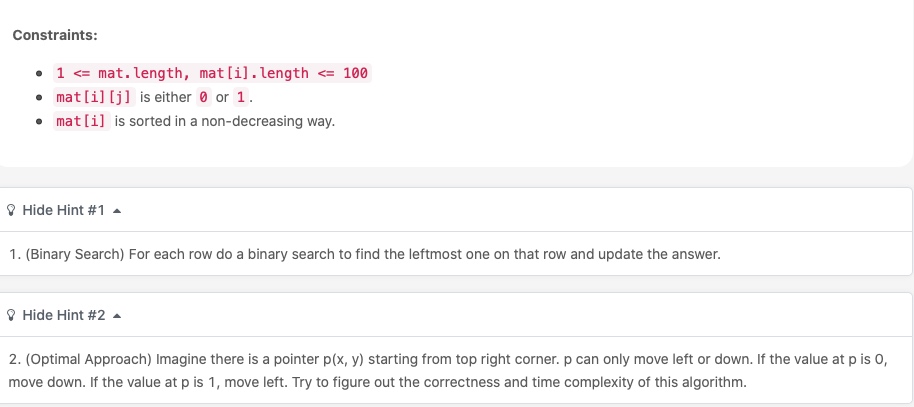 Constraints:
1 <= mat.length, mat[i].length <= 100
mat[i][j] is either 0 or 1.
mat[i] is sorted in a non-decreasing way.
Hide Hint #1
1. (Binary Search) For each row do a binary search to find the leftmost one on that row and update the answer.
Hide Hint #2
2. (Optimal Approach) Imagine there is a pointer p(x, y) starting from top right corner. p can only move left or down. If the value at p is 0,
move down. If the value at p is 1, move left. Try to figure out the correctness and time complexity of this algorithm.